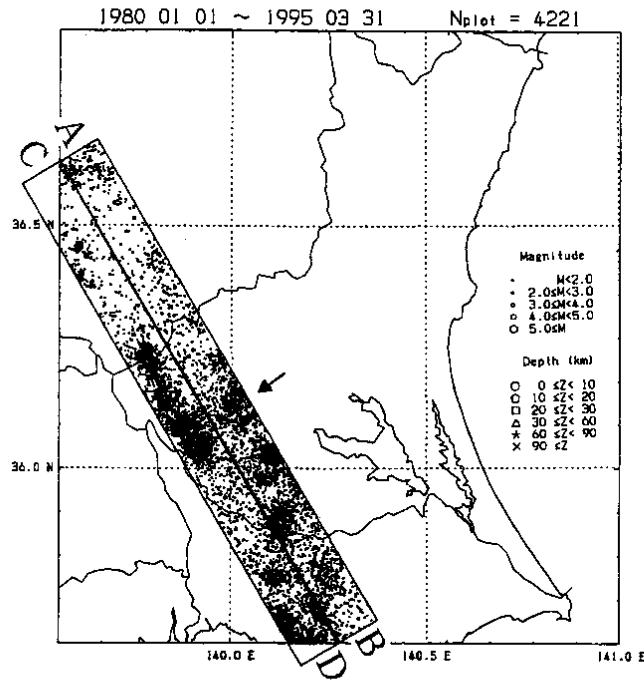 1980 01 01 ~ 1995 03 31 Nplot = 4221
A
C
36.5 N
Magnitude
M<2.0
2.0≤M<3.0
3.0≤M<4.0
4.0≤M<5.0
5.0≤M
Depth (km)
0 ≤Z< 10
10 ≤Z< 20
20 ≤Z< 30
30 ≤Z< 60
60 ≤Z< 90
90 ≤Z
36.0 N
B
D
140.0 E 140.5 E 141.0 E